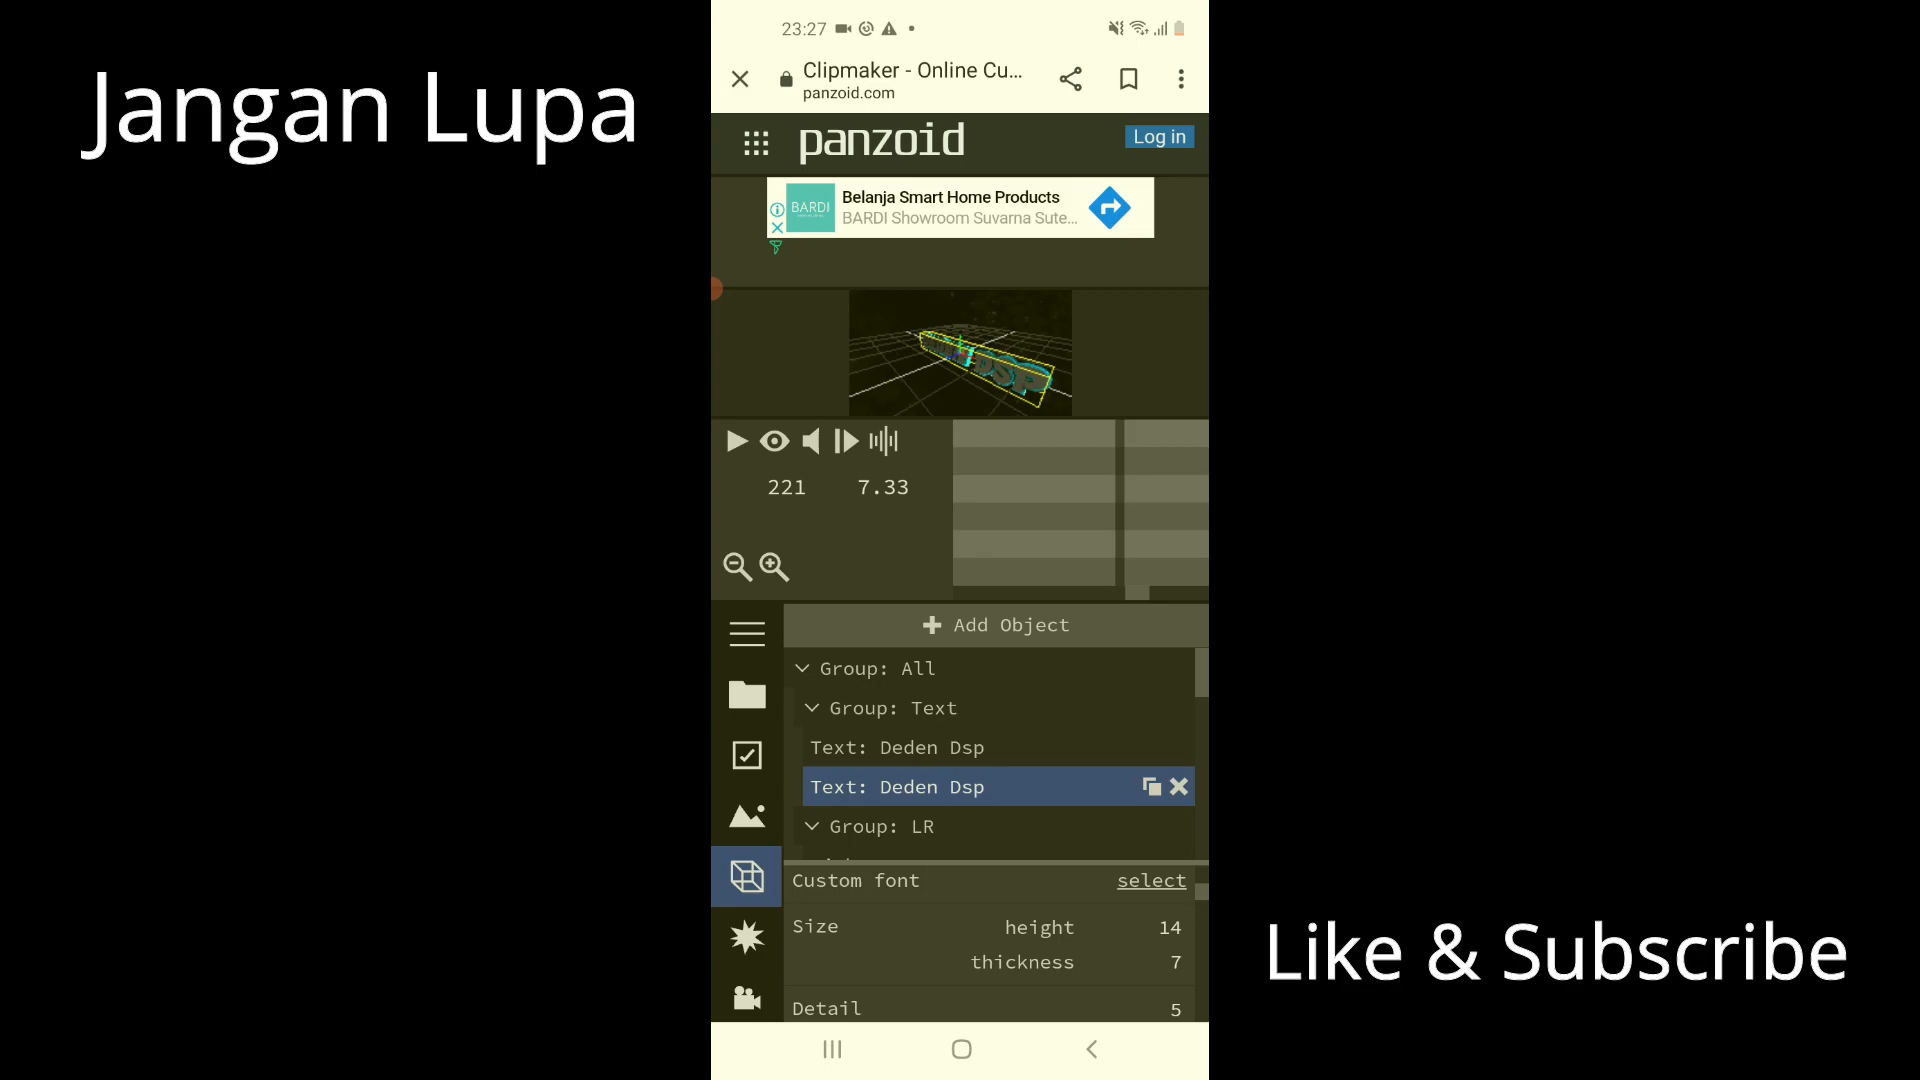 Jangan Lupa
23:27
Clipmaker - Online Cu...
panzoid.com
panzoid
Log in
BARDI
Belanja Smart Home Products
BARDI Showroom Suvarna Sute...
221 7.33
Add Object
Group: All
Group: Text
Text: Deden Dsp
Text: Deden Dsp
Group: LR
Custom font select
Size height 14
thickness 7
Detail 5
Like & Subscribe